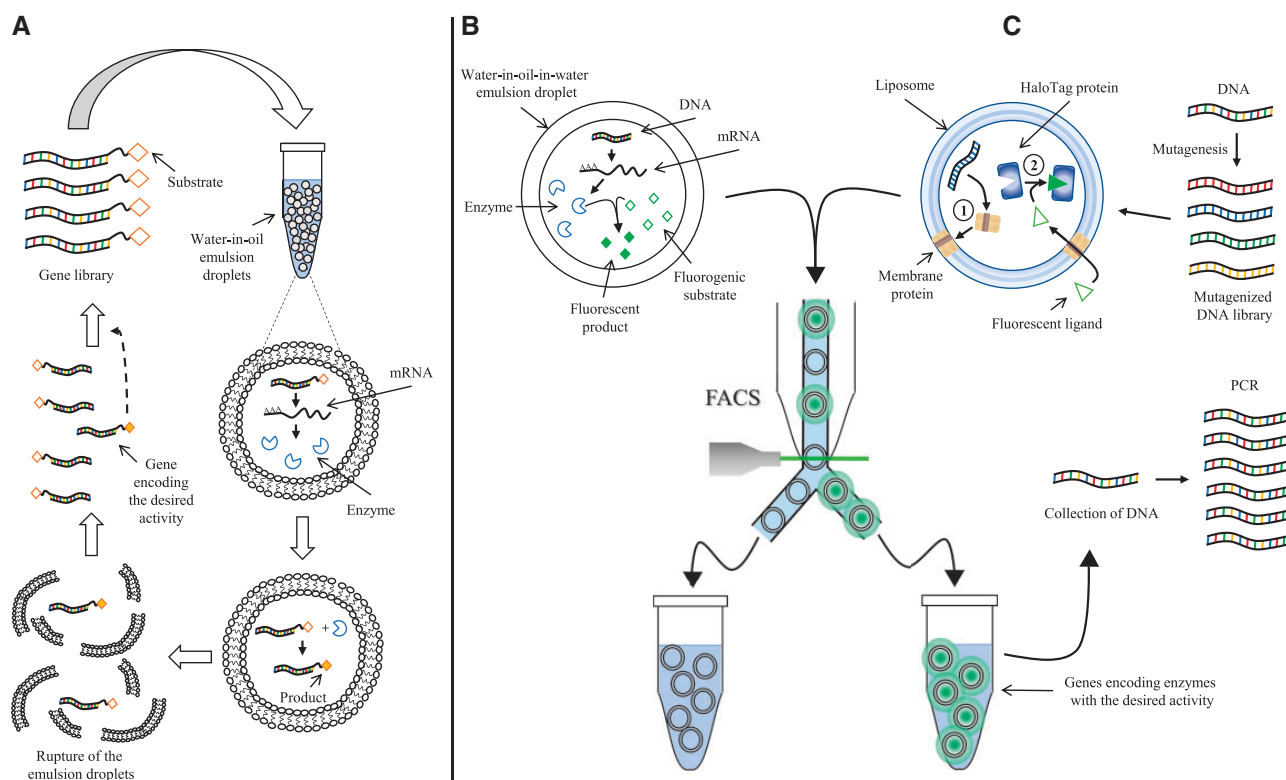 A
Substrate
Gene library
Water-in-oil
emulsion
droplets
mRNA
AAA
Enzyme
Gene
encoding
the desired
activity
Product
Rupture of the
emulsion droplets
B
Water-in-oil-in-water
emulsion droplet
DNA
mRNA
AAA
Enzyme
Fluorogenic
substrate
Fluorescent
product
FACS
C
Liposome
HaloTag protein
1
2
Membrane
protein
Fluorescent ligand
DNA
Mutagenesis
Mutagenized
DNA library
PCR
Collection of DNA
Genes encoding enzymes
with the desired activity